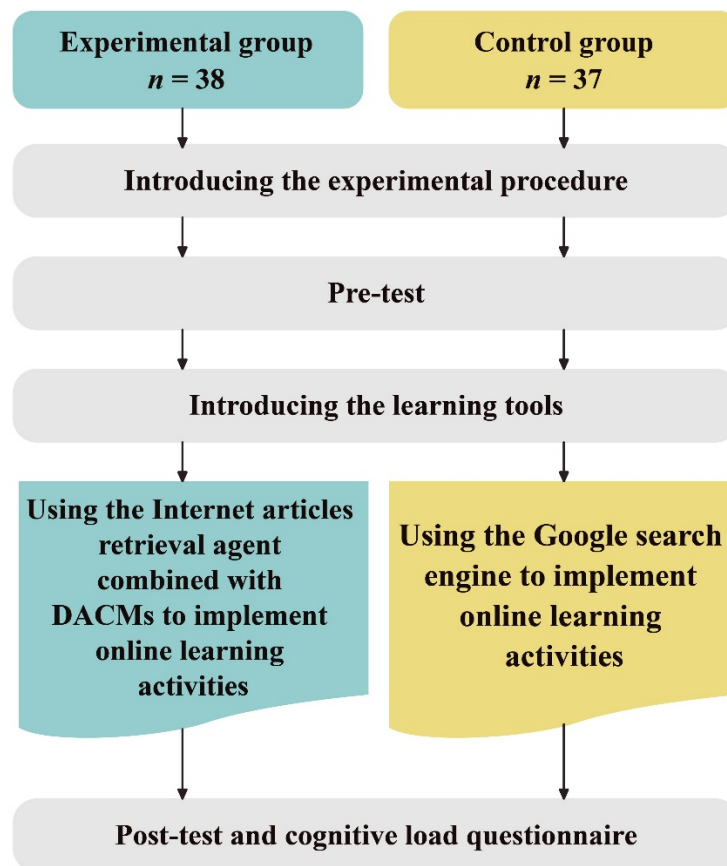 Experimental group
n = 38
Control group
n = 37
Introducing the experimental procedure
Pre-test
Introducing the learning tools
Using the Internet articles
retrieval agent
combined with
DACMs to implement
online learning
activities
Using the Google search
engine to implement
online learning
activities
Post-test and cognitive load questionnaire